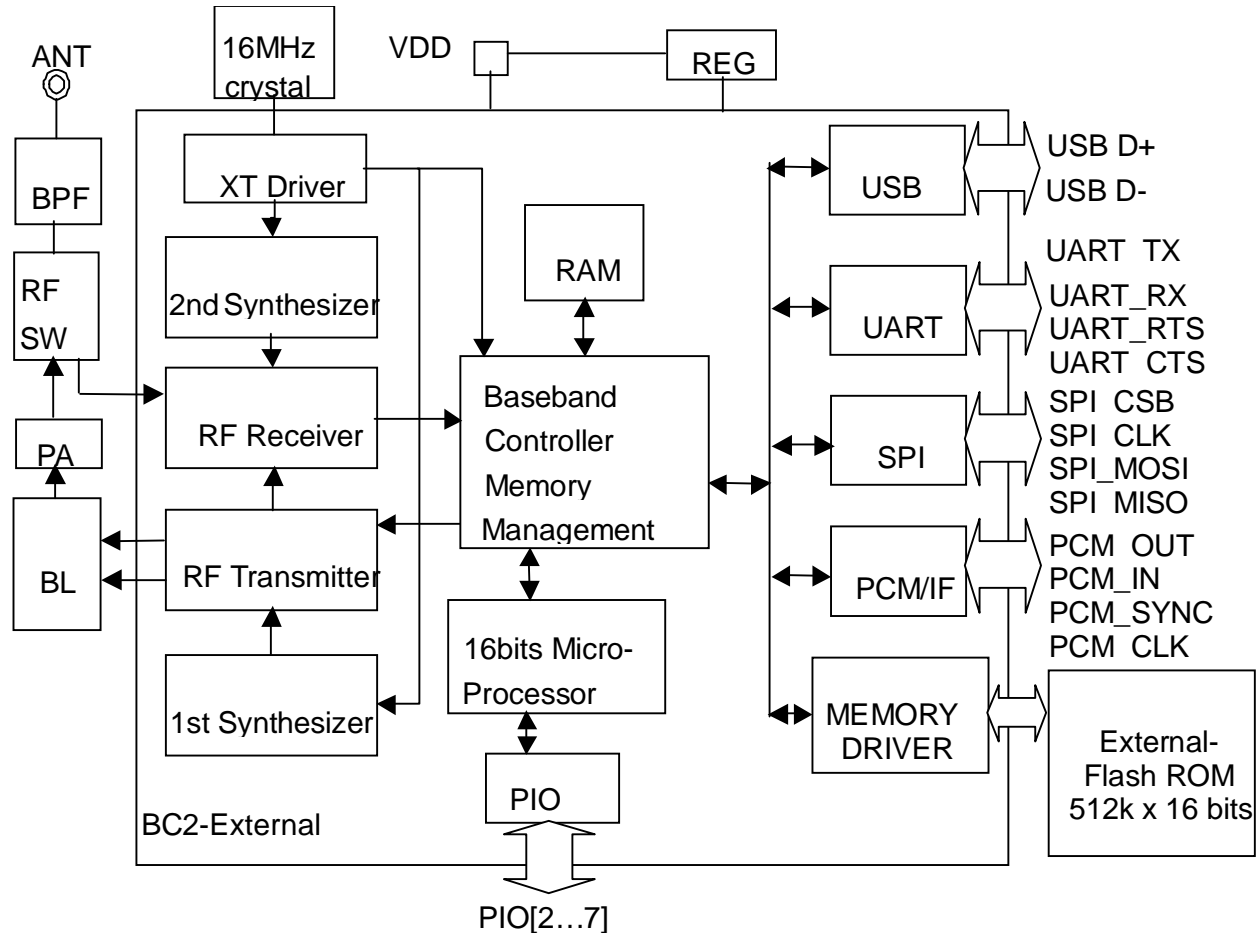 ANT
16MHz
crystal
VDD
REG
BPF
XT Driver
USB
USB D+
USB D-
RF
SW
2nd Synthesizer
RAM
UART
UART TX
UART_RX
UART_RTS
UART CTS
PA
RF Receiver
Baseband
Controller
Memory
Management
SPI
SPI CSB
SPI CLK
SPI_MOSI
SPI MISO
BL
RF Transmitter
PCM/IF
PCM OUT
PCM_IN
PCM_SYNC
PCM CLK
1st Synthesizer
16bits Micro-
Processor
MEMORY
DRIVER
External-
Flash ROM
512k x 16 bits
PIO
BC2-External
PIO[2…7]